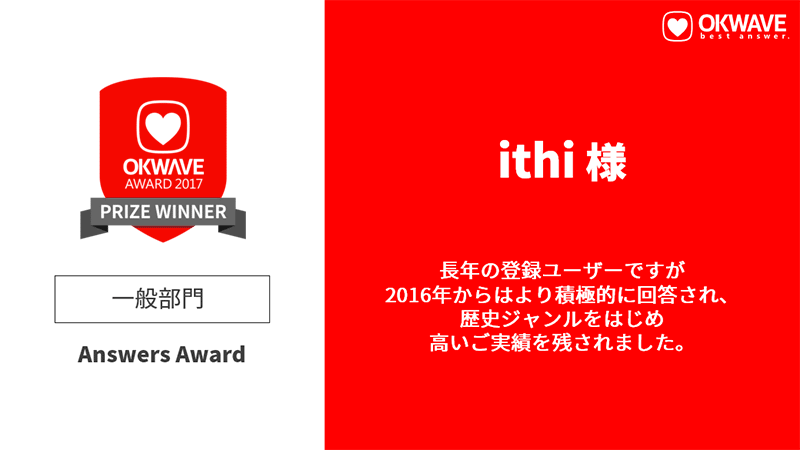 OKWAVE
AWARD 2017
PRIZE WINNER
一般部門
Answers Award
OKWAVE
best answer.
ithi 様
長年の登録ユーザーですが
2016年からはより積極的に回答され、
歴史ジャンルをはじめ
高いご実績を残されました。